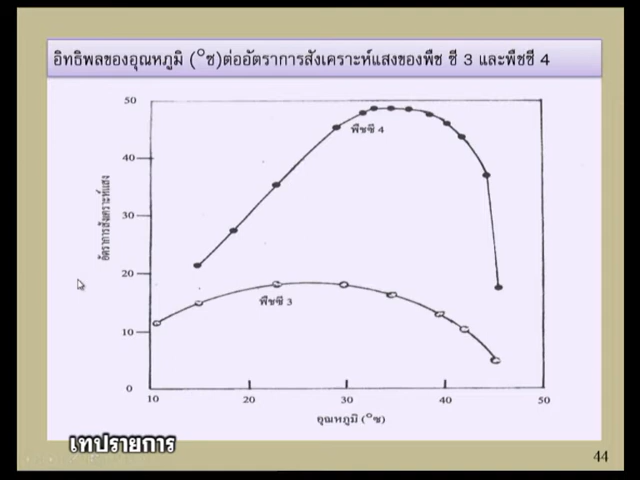 อิทธิพลของอุณหภูมิ (°ซ)ต่ออัตราการสังเคราะห์แสงของพืช ซี 3 และพืชซี 4
50
40
30
20
10
0
อัตราการสังเคราะห์แสง
พืชซี 4
พืชซี 3
10 20 30 40 50
อุณหภูมิ (°ซ)
เทปรายการ
44